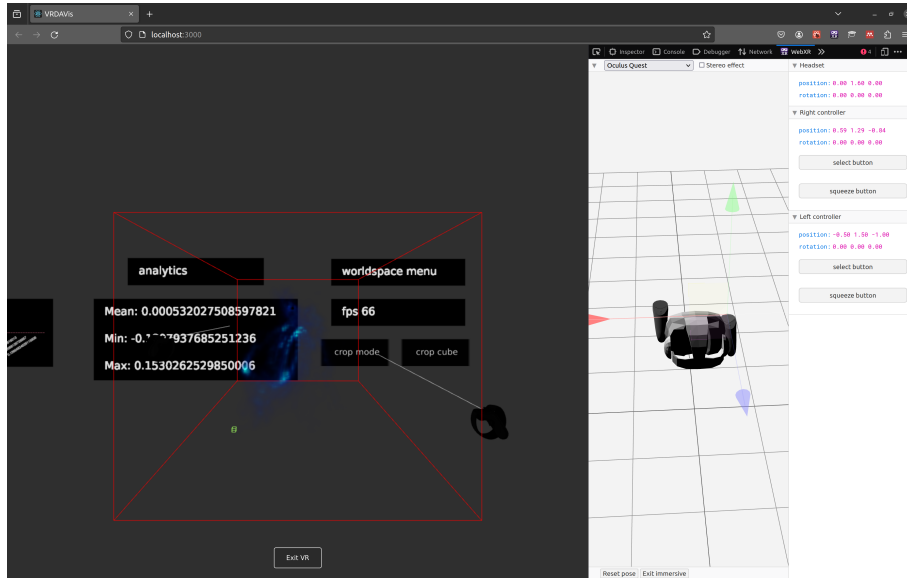 VRDAVis
localhost:3000
Inspector
Console
Debugger
Network
WebXR
4
Oculus Quest
Stereo effect
Headset
position: 0.00 1.60 0.00
rotation: 0.00 0.00 0.00
Right controller
position: 0.59 1.29 -0.84
rotation: 0.00 0.00 0.00
select button
squeeze button
Left controller
position: -0.50 1.50 -1.00
rotation: 0.00 0.00 0.00
select button
squeeze button
analytics
worldspace menu
Mean: 0.000532027508597821
fps 66
Max: 0.1530262529850006
crop mode
crop cube
Exit VR
Reset pose
Exit immersive